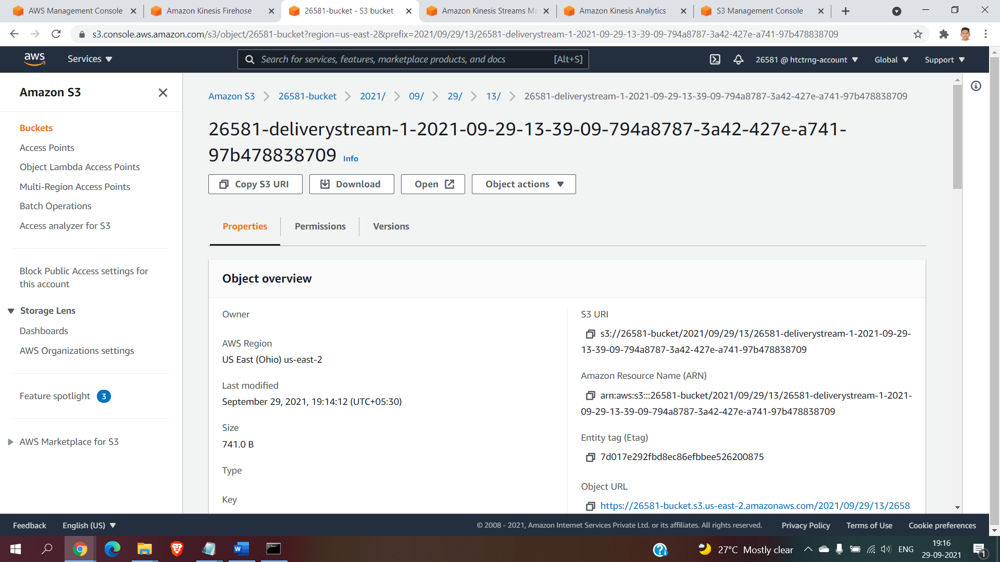 AWS Management Console
Amazon Kinesis Firehose
26581-bucket - S3 bucket
Amazon Kinesis Streams Ma
Amazon Kinesis Analytics
S3 Management Console
s3.console.aws.amazon.com/s3/object/26581-bucket?region=us-east-2&prefix=2021/09/29/13/26581-deliverystream-1-2021-09-29-13-39-09-794a8787-3a42-427e-a741-97b478838709
aws
Services
Search for services, features, marketplace products, and docs
[Alt+S]
26581 @ htctrng-account
Global
Support
Amazon S3
Buckets
Access Points
Object Lambda Access Points
Multi-Region Access Points
Batch Operations
Access analyzer for S3
Block Public Access settings for
this account
Storage Lens
Dashboards
AWS Organizations settings
Feature spotlight 3
AWS Marketplace for S3
Amazon S3 > 26581-bucket > 2021/ > 09/ > 29/ > 13/ > 26581-deliverystream-1-2021-09-29-13-39-09-794a8787-3a42-427e-a741-97b478838709
26581-deliverystream-1-2021-09-29-13-39-09-794a8787-3a42-427e-a741-
97b478838709 Info
Copy S3 URI
Download
Open
Object actions
Properties
Permissions
Versions
Object overview
Owner
AWS Region
US East (Ohio) us-east-2
Last modified
September 29, 2021, 19:14:12 (UTC+05:30)
Size
741.0 B
Type
Key
S3 URI
s3://26581-bucket/2021/09/29/13/26581-deliverystream-1-2021-09-29-
13-39-09-794a8787-3a42-427e-a741-97b478838709
Amazon Resource Name (ARN)
arn:aws:s3:::26581-bucket/2021/09/29/13/26581-deliverystream-1-2021-
09-29-13-39-09-794a8787-3a42-427e-a741-97b478838709
Entity tag (Etag)
7d017e292fbd8ec86efbbee526200875
Object URL
https://26581-bucket.s3.us-east-2.amazonaws.com/2021/09/29/13/2658
Feedback
English (US)
© 2008 - 2021, Amazon Internet Services Private Ltd. or its affiliates. All rights reserved.
Privacy Policy
Terms of Use
Cookie preferences
27°C Mostly clear
ENG
19:16
29-09-2021
1